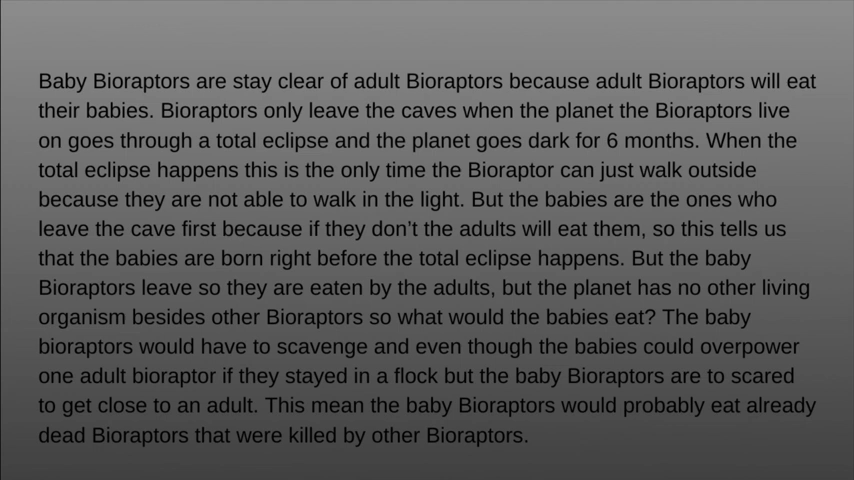 Baby Bioraptors are stay clear of adult Bioraptors because adult Bioraptors will eat
their babies. Bioraptors only leave the caves when the planet the Bioraptors live
on goes through a total eclipse and the planet goes dark for 6 months. When the
total eclipse happens this is the only time the Bioraptor can just walk outside
because they are not able to walk in the light. But the babies are the ones who
leave the cave first because if they don’t the adults will eat them, so this tells us
that the babies are born right before the total eclipse happens. But the baby
Bioraptors leave so they are eaten by the adults, but the planet has no other living
organism besides other Bioraptors so what would the babies eat? The baby
bioraptors would have to scavenge and even though the babies could overpower
one adult bioraptor if they stayed in a flock but the baby Bioraptors are to scared
to get close to an adult. This mean the baby Bioraptors would probably eat already
dead Bioraptors that were killed by other Bioraptors.